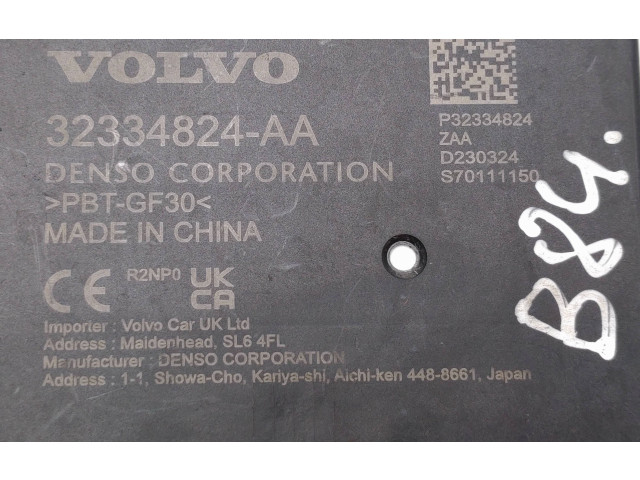 VOLVO
32334824-AA
DENSO CORPORATION
>PBT-GF30<
MADE IN CHINA
P32334824
ZAA
D230324
S70111150
CE R2NP0 UK
CA
Importer : Volvo Car UK Ltd
Address : Maidenhead, SL6 4FL
Manufacturer : DENSO CORPORATION
Address : 1-1, Showa-Cho, Kariya-shi, Aichi-ken 448-8661, Japan
B84.